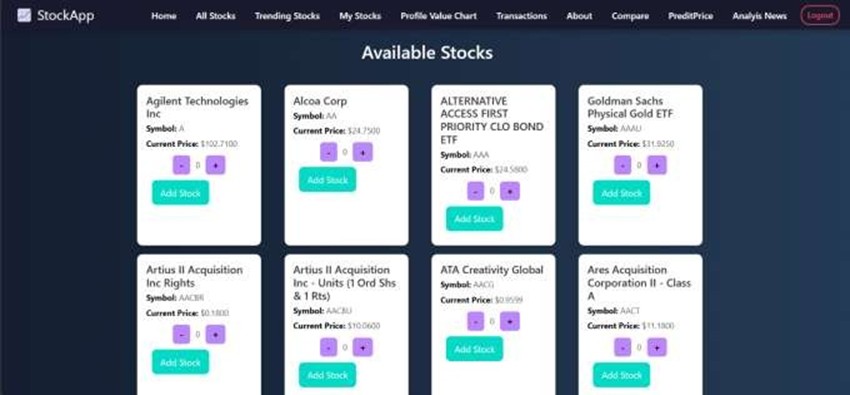 StockApp Home All Stocks Trending Stocks My Stocks Profile Value Chart Transactions About Compare PreditPrice Analyis News Logout
Available Stocks
Agilent Technologies
Inc
Symbol: A
Current Price: $102.7100
- 0 +
Add Stock
Alcoa Corp
Symbol: AA
Current Price: $24.7500
- 0 +
Add Stock
ALTERNATIVE
ACCESS FIRST
PRIORITY CLO BOND
ETF
Symbol: AAA
Current Price: $24.5800
- 0 +
Add Stock
Goldman Sachs
Physical Gold ETF
Symbol: AAAU
Current Price: $31.9250
- 0 +
Add Stock
Artius II Acquisition
Inc Rights
Symbol: AACBR
Current Price: $0.1800
- 0 +
Add Stock
Artius II Acquisition
Inc - Units (1 Ord Shs
& 1 Rts)
Symbol: AACBU
Current Price: $10.0600
- 0 +
Add Stock
ATA Creativity Global
Symbol: AACG
Current Price: $0.9599
- 0 +
Add Stock
Ares Acquisition
Corporation II - Class
A
Symbol: AACT
Current Price: $11.1800
- 0 +
Add Stock